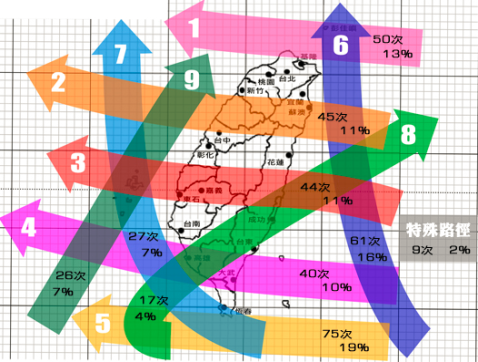 1
50次
13%
7
6
基隆
台北
桃園
新竹
宜蘭
蘇澳
2
9
45次
11%
8
台中
彰化
花蓮
3
嘉義
東石
44次
11%
成功
特殊路徑
9次 2%
4
台南
台東
27次
7%
61次
16%
高雄
大武
40次
10%
26次
7%
17次
4%
恆春
5
75次
19%